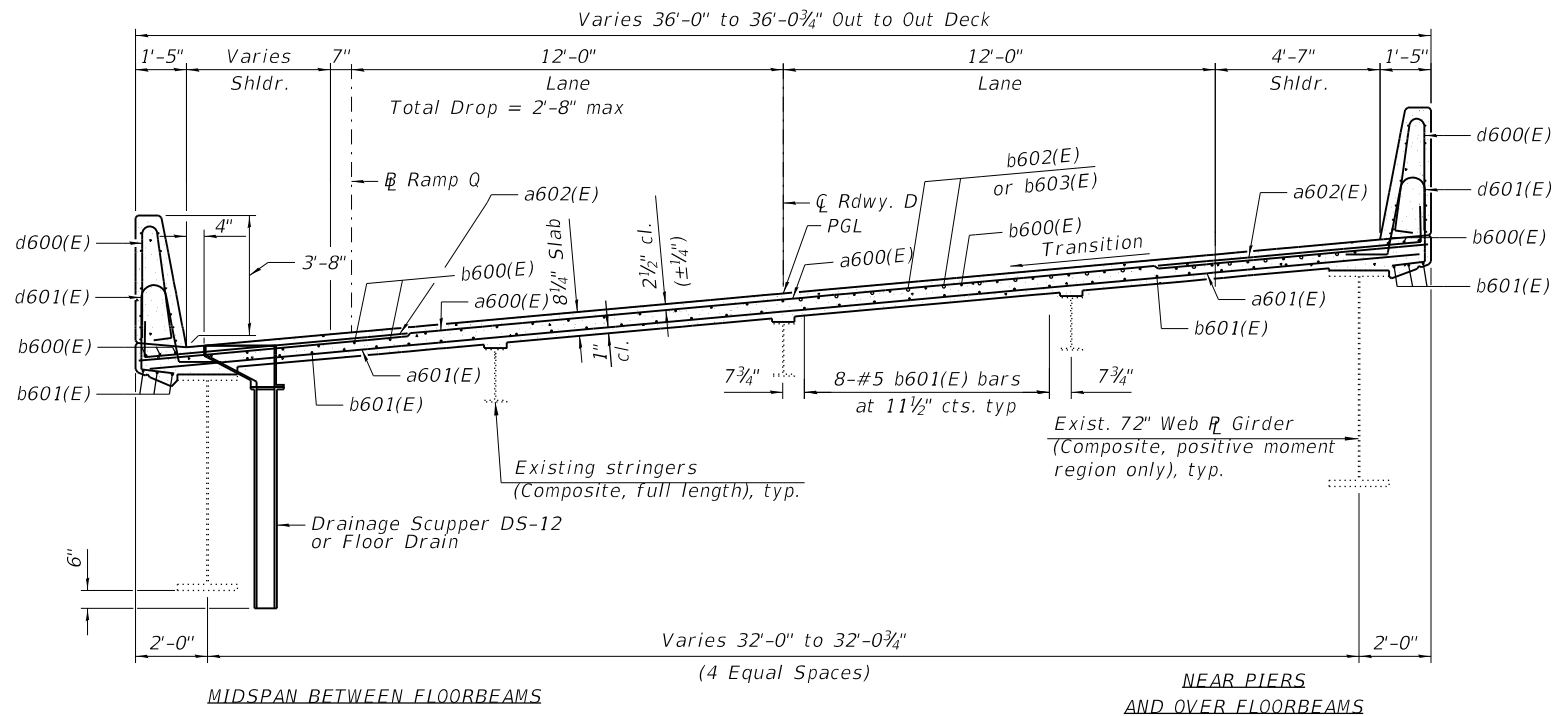 Varies 36'-0" to 36'-0¾" Out to Out Deck
1'-5"
Varies
Shldr.
7"
12'-0"
Lane
12'-0"
Lane
4'-7"
Shldr.
1'-5"
Total Drop = 2'-8" max
d600(E)
b602(E)
or b603(E)
℄ Rdwy. D
PGL
BL Ramp Q
a602(E)
a602(E)
d601(E)
4"
d600(E)
3'-8"
8¼" Slab
2½" cl.
(±¼")
b600(E)
Transition
b600(E)
a600(E)
b600(E)
a600(E)
d601(E)
b600(E)
b601(E)
a601(E)
b601(E)
1"
cl.
a601(E)
b601(E)
b601(E)
7¾"
8-#5 b601(E) bars
at 11½" cts. typ
7¾"
Exist. 72" Web PL Girder
(Composite, positive moment
region only), typ.
Existing stringers
(Composite, full length), typ.
Drainage Scupper DS-12
or Floor Drain
6"
2'-0"
Varies 32'-0" to 32'-0¾"
(4 Equal Spaces)
2'-0"
MIDSPAN BETWEEN FLOORBEAMS
NEAR PIERS
AND OVER FLOORBEAMS